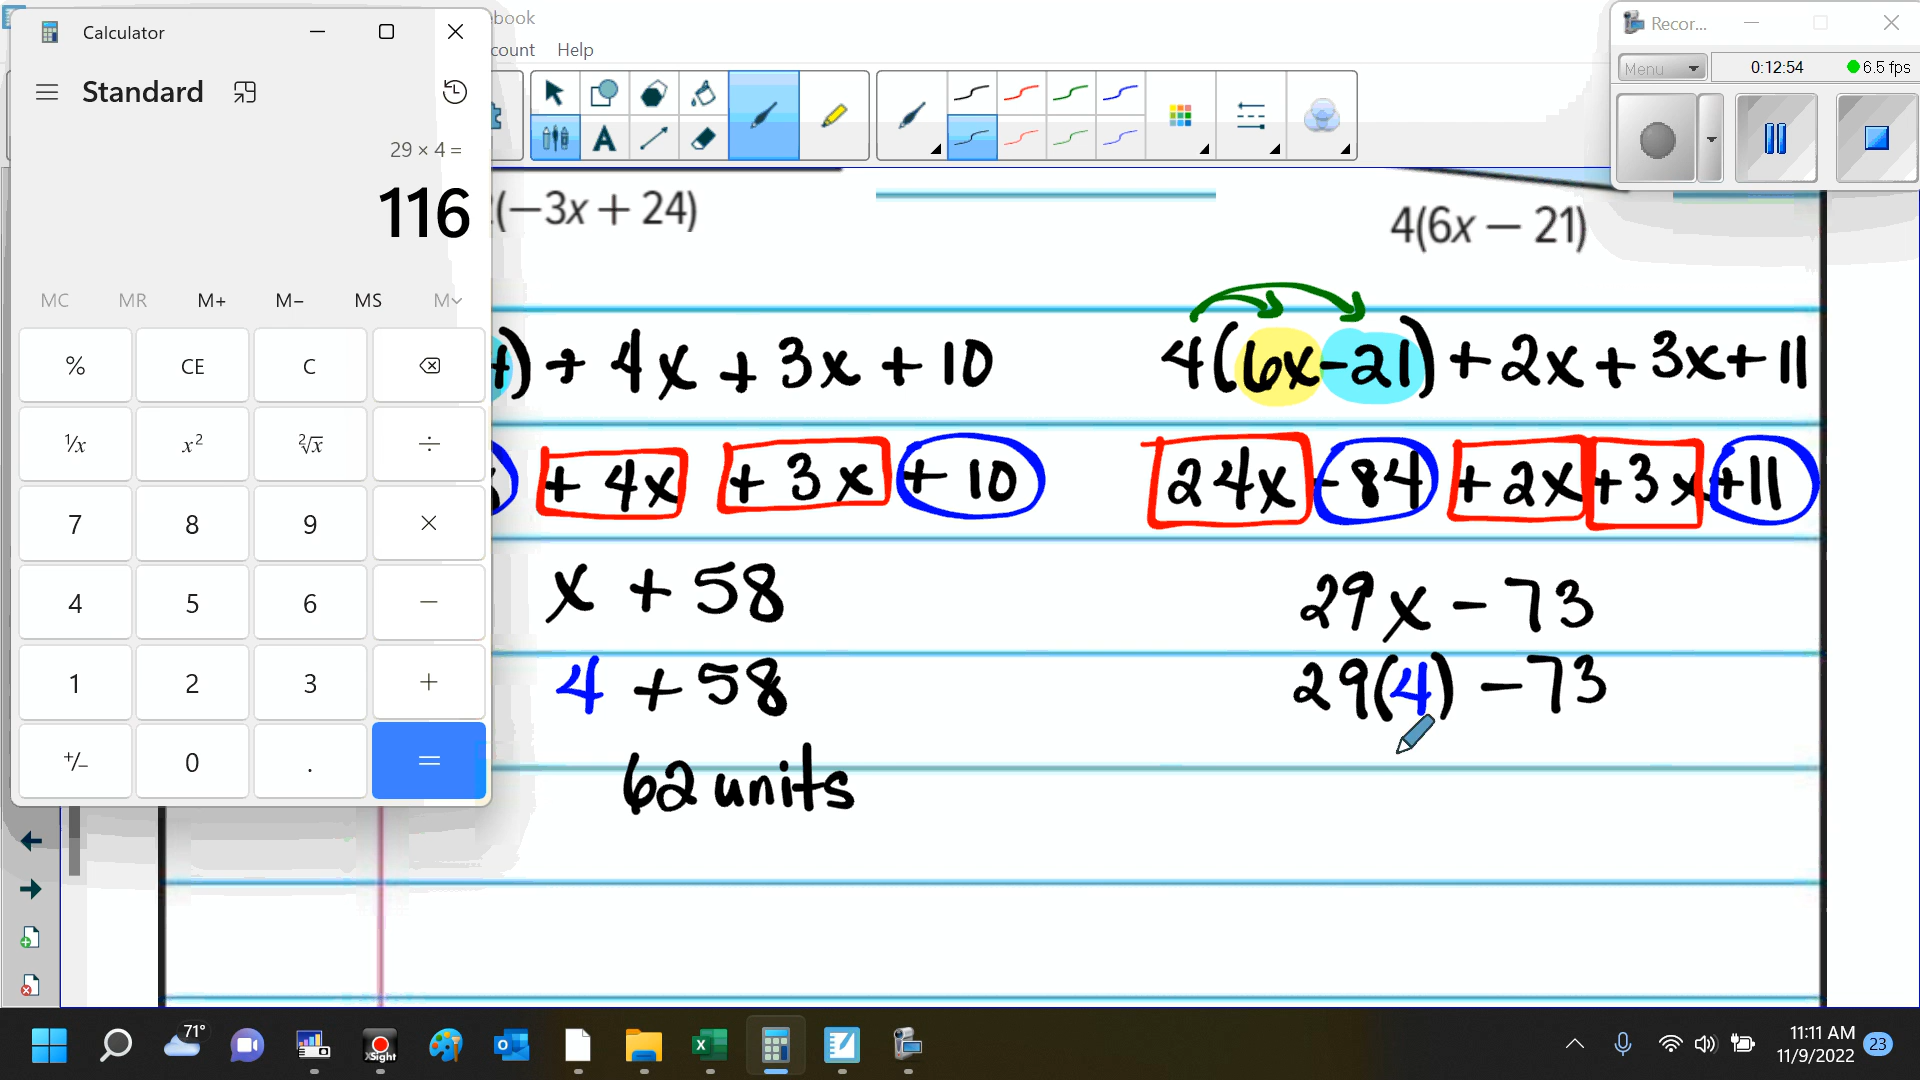 Calculator
book
Standard
count Help
29 × 4 =
116
MC MR M+ M− MS M
% CE C
¹/x x² ²√x ÷
7 8 9 ×
4 5 6 −
1 2 3 +
+/− 0 . =
Recor...
Menu 0:12:54 6.5 fps
(−3x + 24)
4(6x − 21)
) + 4x + 3x + 10
4(6x − 21) + 2x + 3x + 11
+ 4x + 3x + 10
24x − 84 + 2x + 3x + 11
x + 58
29x − 73
4 + 58
29(4) − 73
62 units
71°
XSight
11:11 AM
11/9/2022
23